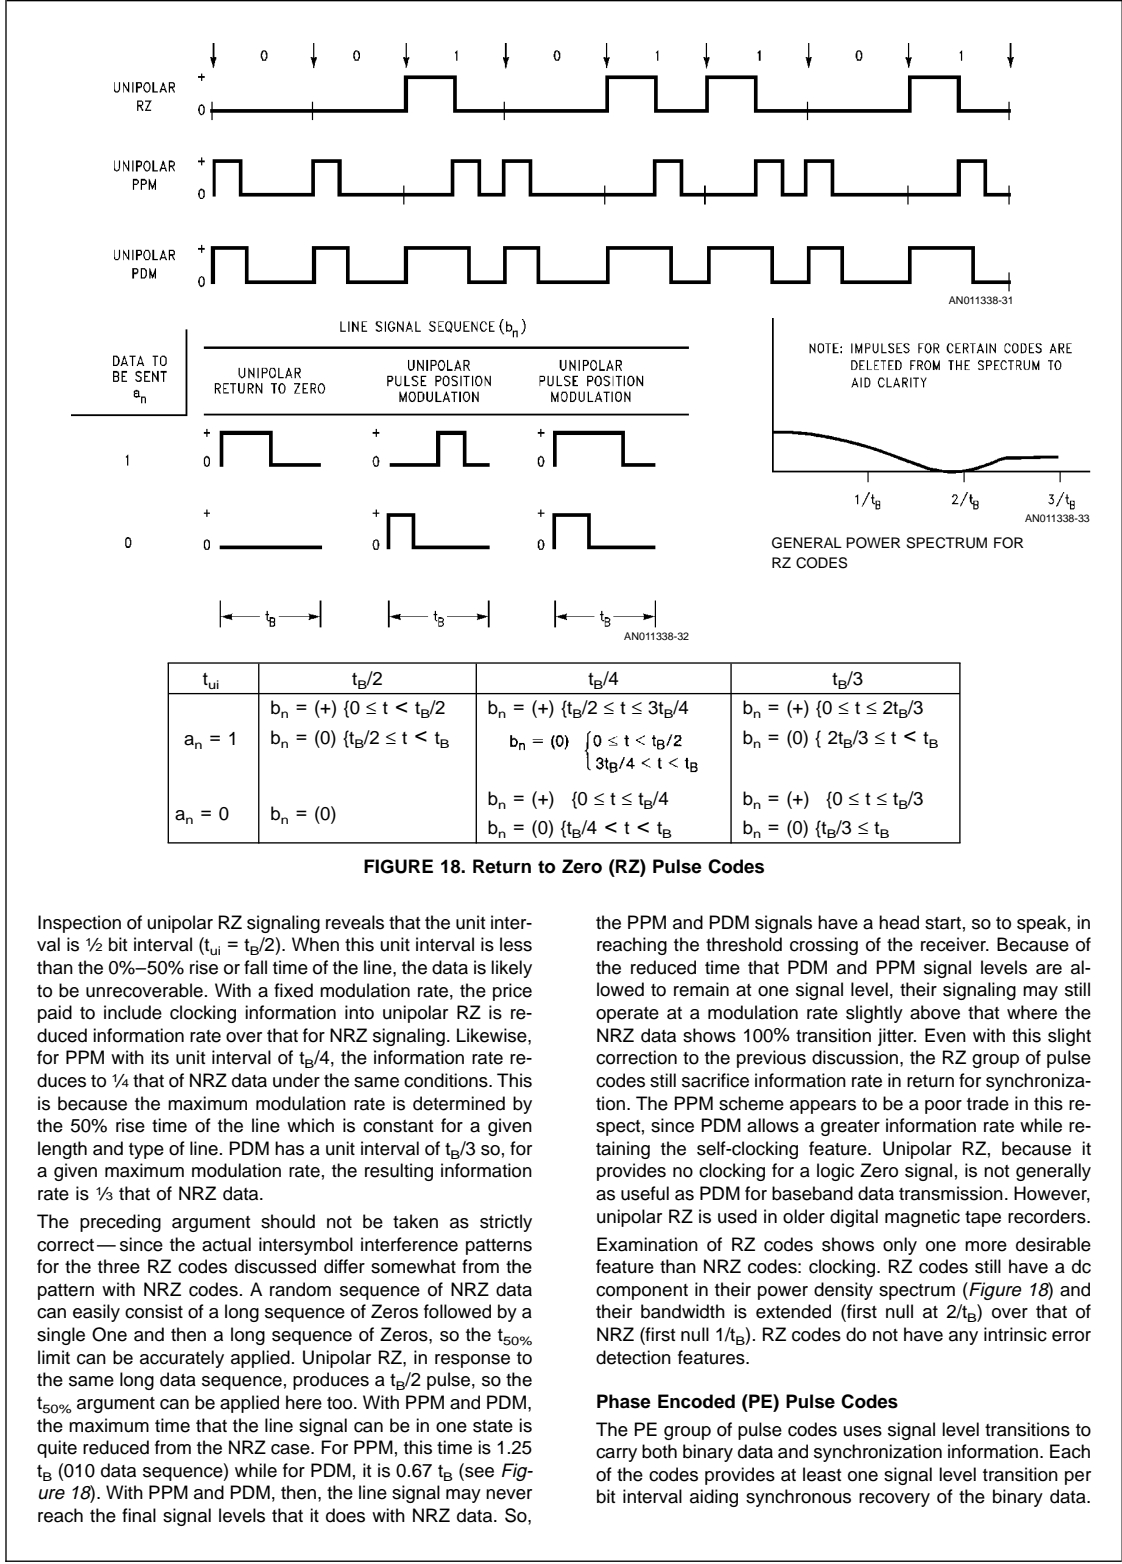 0 0 1 0 1 1 0 1
UNIPOLAR
RZ
+
0
UNIPOLAR
PPM
+
0
UNIPOLAR
PDM
+
0
AN011338-31
LINE SIGNAL SEQUENCE (bn)
DATA TO
BE SENT
an
UNIPOLAR
RETURN TO ZERO
UNIPOLAR
PULSE POSITION
MODULATION
UNIPOLAR
PULSE POSITION
MODULATION
1
+
0
+
0
+
0
0
+
0
+
0
+
0
tB
tB
tB
AN011338-32
NOTE: IMPULSES FOR CERTAIN CODES ARE
DELETED FROM THE SPECTRUM TO
AID CLARITY
1/tB 2/tB 3/tB
AN011338-33
GENERAL POWER SPECTRUM FOR
RZ CODES
tui tB/2 tB/4 tB/3
bn = (+) {0 ≤ t < tB/2 bn = (+) {tB/2 ≤ t ≤ 3tB/4 bn = (+) {0 ≤ t ≤ 2tB/3
an = 1 bn = (0) {tB/2 ≤ t < tB bn = (0) {0 ≤ t < tB/2 bn = (0) { 2tB/3 ≤ t < tB
3tB/4 < t < tB
bn = (+) {0 ≤ t ≤ tB/4 bn = (+) {0 ≤ t ≤ tB/3
an = 0 bn = (0)
bn = (0) {tB/4 < t < tB bn = (0) {tB/3 ≤ tB
FIGURE 18. Return to Zero (RZ) Pulse Codes
Inspection of unipolar RZ signaling reveals that the unit inter-
val is ½ bit interval (tui = tB/2). When this unit interval is less
than the 0%–50% rise or fall time of the line, the data is likely
to be unrecoverable. With a fixed modulation rate, the price
paid to include clocking information into unipolar RZ is re-
duced information rate over that for NRZ signaling. Likewise,
for PPM with its unit interval of tB/4, the information rate re-
duces to ¼ that of NRZ data under the same conditions. This
is because the maximum modulation rate is determined by
the 50% rise time of the line which is constant for a given
length and type of line. PDM has a unit interval of tB/3 so, for
a given maximum modulation rate, the resulting information
rate is ⅓ that of NRZ data.
The preceding argument should not be taken as strictly
correct — since the actual intersymbol interference patterns
for the three RZ codes discussed differ somewhat from the
pattern with NRZ codes. A random sequence of NRZ data
can easily consist of a long sequence of Zeros followed by a
single One and then a long sequence of Zeros, so the t50%
limit can be accurately applied. Unipolar RZ, in response to
the same long data sequence, produces a tB/2 pulse, so the
t50% argument can be applied here too. With PPM and PDM,
the maximum time that the line signal can be in one state is
quite reduced from the NRZ case. For PPM, this time is 1.25
tB (010 data sequence) while for PDM, it is 0.67 tB (see Fig-
ure 18). With PPM and PDM, then, the line signal may never
reach the final signal levels that it does with NRZ data. So,
the PPM and PDM signals have a head start, so to speak, in
reaching the threshold crossing of the receiver. Because of
the reduced time that PDM and PPM signal levels are al-
lowed to remain at one signal level, their signaling may still
operate at a modulation rate slightly above that where the
NRZ data shows 100% transition jitter. Even with this slight
correction to the previous discussion, the RZ group of pulse
codes still sacrifice information rate in return for synchroniza-
tion. The PPM scheme appears to be a poor trade in this re-
spect, since PDM allows a greater information rate while re-
taining the self-clocking feature. Unipolar RZ, because it
provides no clocking for a logic Zero signal, is not generally
as useful as PDM for baseband data transmission. However,
unipolar RZ is used in older digital magnetic tape recorders.
Examination of RZ codes shows only one more desirable
feature than NRZ codes: clocking. RZ codes still have a dc
component in their power density spectrum (Figure 18) and
their bandwidth is extended (first null at 2/tB) over that of
NRZ (first null 1/tB). RZ codes do not have any intrinsic error
detection features.
Phase Encoded (PE) Pulse Codes
The PE group of pulse codes uses signal level transitions to
carry both binary data and synchronization information. Each
of the codes provides at least one signal level transition per
bit interval aiding synchronous recovery of the binary data.